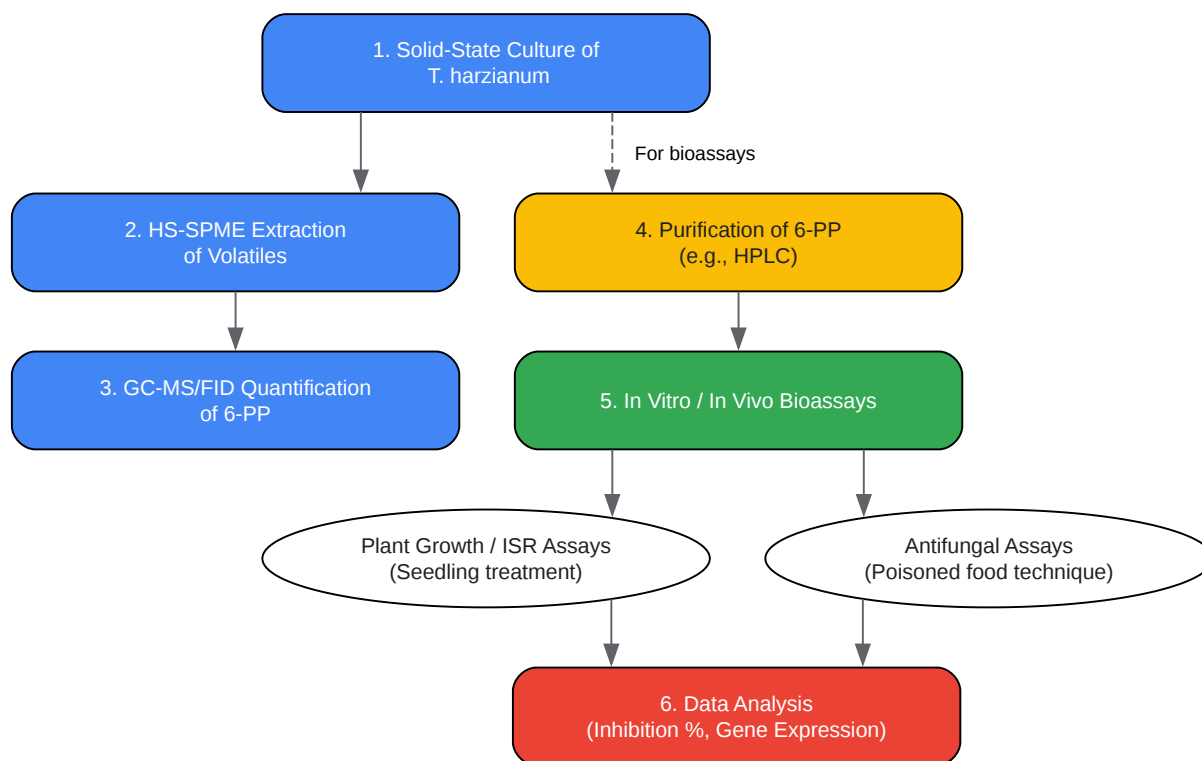 1. Solid-State Culture of
T. harzianum
For bioassays
2. HS-SPME Extraction
of Volatiles
4. Purification of 6-PP
(e.g., HPLC)
3. GC-MS/FID Quantification
of 6-PP
5. In Vitro / In Vivo Bioassays
Plant Growth / ISR Assays
(Seedling treatment)
Antifungal Assays
(Poisoned food technique)
6. Data Analysis
(Inhibition %, Gene Expression)